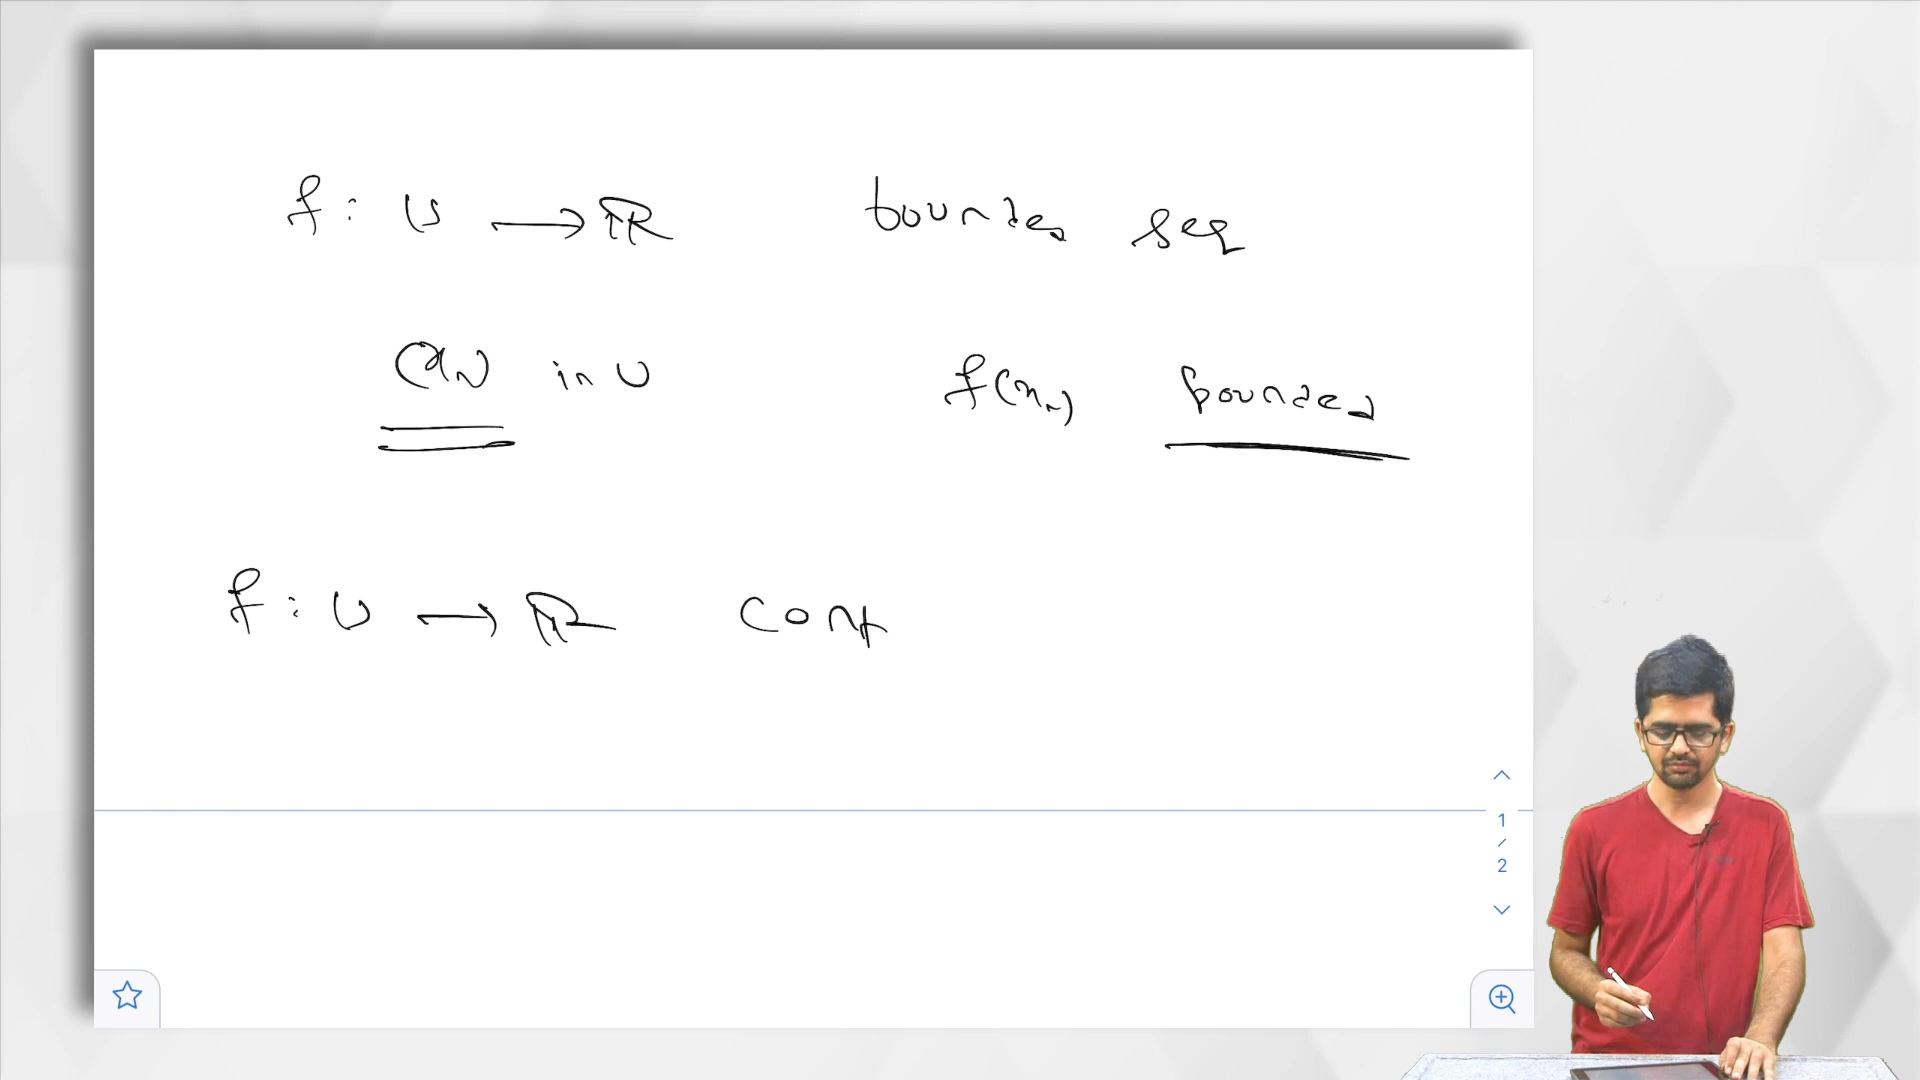 f : U ⟶ ℝ bounded seq
(xₙ) in U f(xₙ) bounded
f : U ⟶ ℝ cont
1
/
2